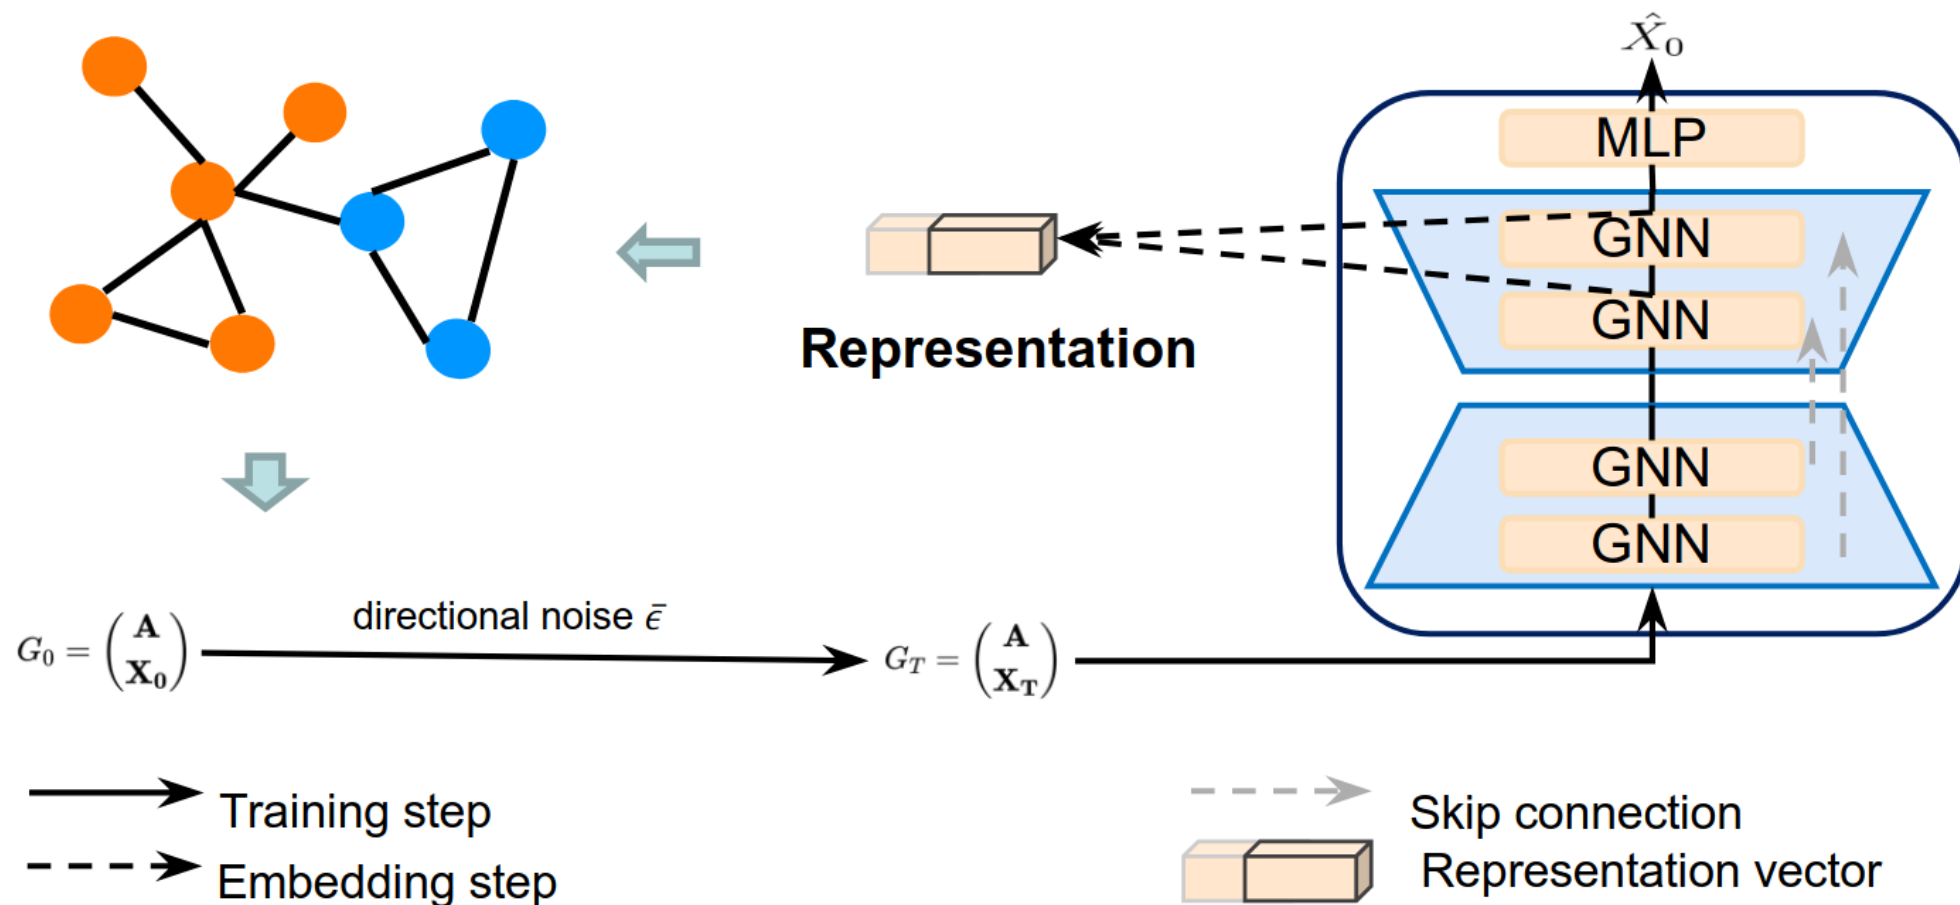 X̂₀
MLP
GNN
GNN
Representation
GNN
GNN
directional noise ε̄
G₀ = (A X₀)
G_T = (A X_T)
Training step
Skip connection
Embedding step
Representation vector